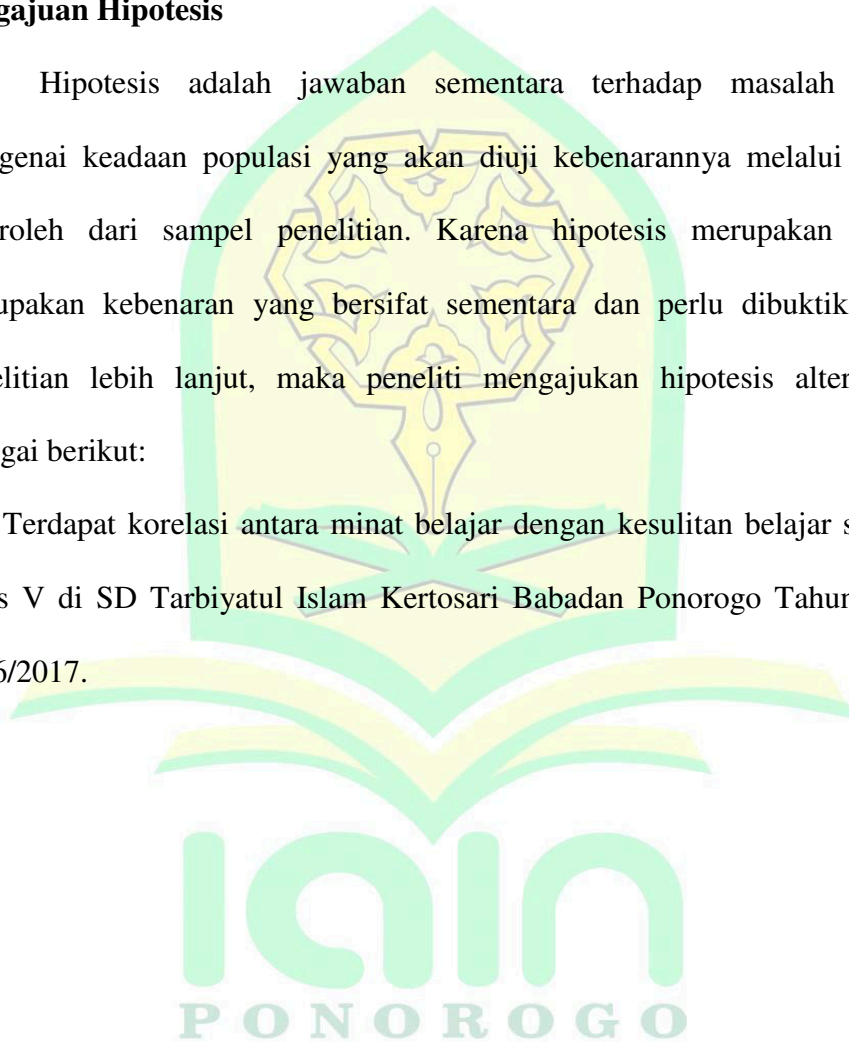 gajuan Hipotesis
Hipotesis adalah jawaban sementara terhadap masalah
genai keadaan populasi yang akan diuji kebenarannya melalui
roleh dari sampel penelitian. Karena hipotesis merupakan
upakan kebenaran yang bersifat sementara dan perlu dibuktik
elitian lebih lanjut, maka peneliti mengajukan hipotesis alter
gai berikut:
Terdapat korelasi antara minat belajar dengan kesulitan belajar s
s V di SD Tarbiyatul Islam Kertosari Babadan Ponorogo Tahun
6/2017.
iain
PONOROGO